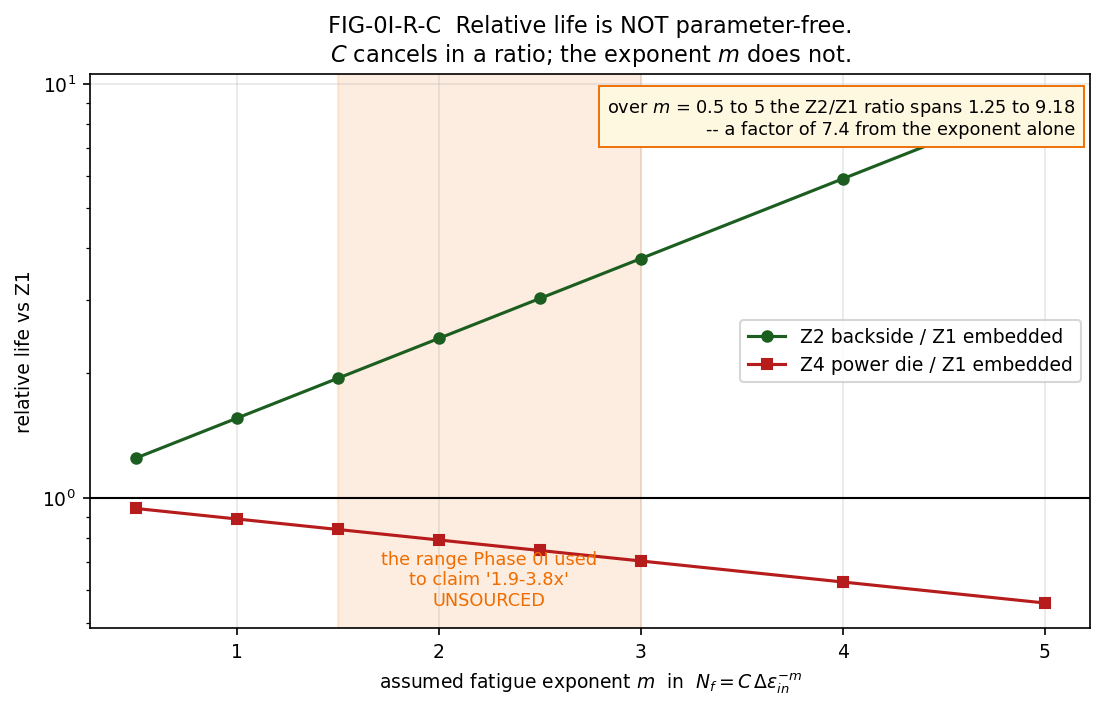 FIG-0I-R-C  Relative life is NOT parameter-free.
C cancels in a ratio; the exponent m does not.
10¹
over m = 0.5 to 5 the Z2/Z1 ratio spans 1.25 to 9.18
-- a factor of 7.4 from the exponent alone
relative life vs Z1
Z2 backside / Z1 embedded
Z4 power die / Z1 embedded
10⁰
the range Phase 0I used
to claim '1.9-3.8x'
UNSOURCED
1 2 3 4 5
assumed fatigue exponent m in N_f = C Δε_in^{-m}